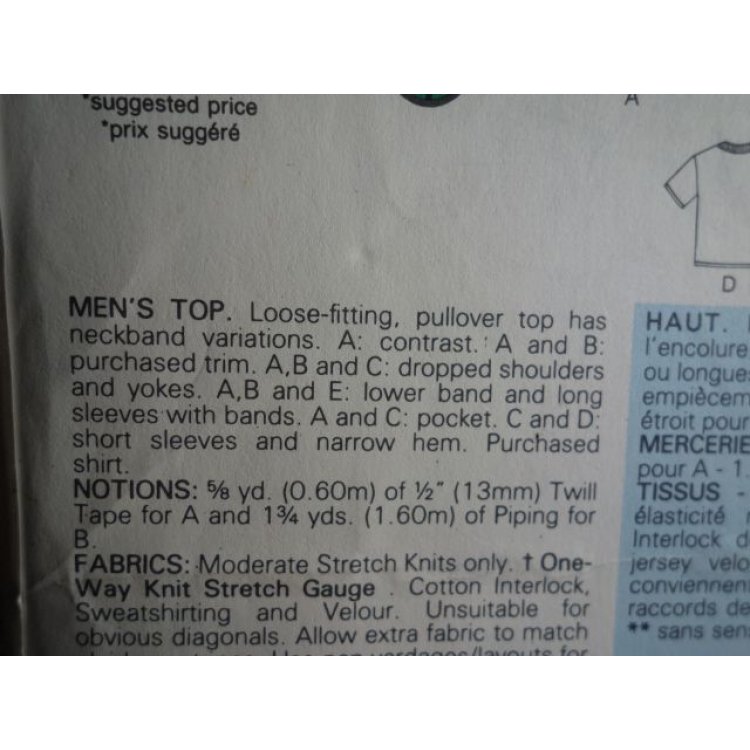 *suggested price
*prix suggéré
A
D
MEN'S TOP. Loose-fitting, pullover top has
neckband variations. A: contrast. A and B:
purchased trim. A,B and C: dropped shoulders
and yokes. A,B and E: lower band and long
sleeves with bands. A and C: pocket. C and D:
short sleeves and narrow hem. Purchased
shirt.
NOTIONS: ⅝ yd. (0.60m) of ½" (13mm) Twill
Tape for A and 1¾ yds. (1.60m) of Piping for
B.
FABRICS: Moderate Stretch Knits only. † One-
Way Knit Stretch Gauge . Cotton Interlock,
Sweatshirting and Velour. Unsuitable for
obvious diagonals. Allow extra fabric to match
for
HAUT.
l'encolure
ou longues
empiècem
étroit pour
MERCERIE
pour A - 1
TISSUS -
élasticité
Interlock d
jersey velo
conviennen
raccords de
** sans sens